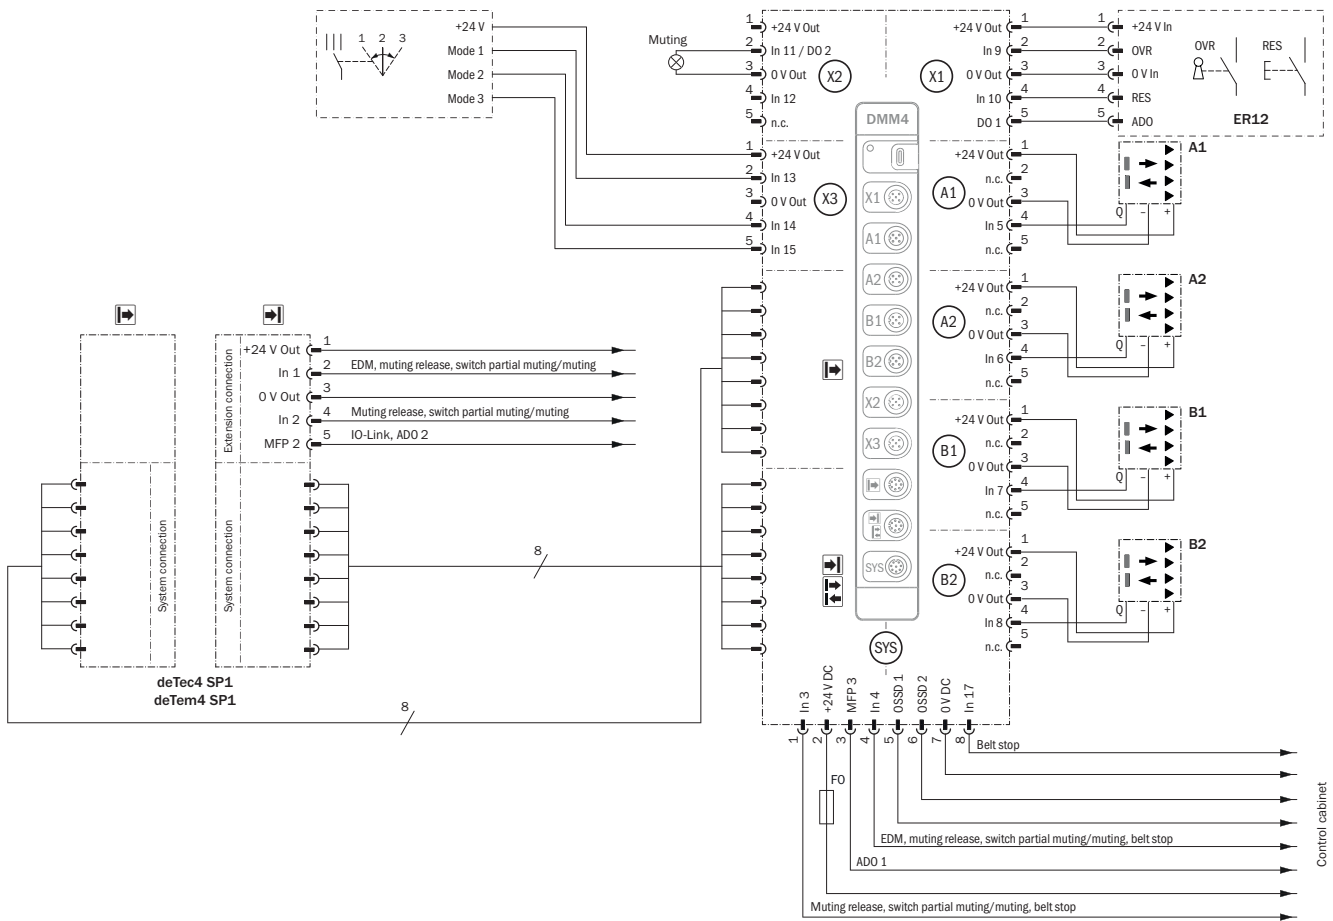 +24 V
Mode 1
Mode 2
Mode 3
1 2 3
Muting
1 +24 V Out
2 In 11 / DO 2
3 0 V Out
4 In 12
5 n.c.
X2
X1
+24 V Out 1
In 9 2
0 V Out 3
In 10 4
DO 1 5
1 +24 V In
2 OVR
3 0 V In
4 RES
5 ADO
OVR
RES
ER12
1 +24 V Out
2 In 13
3 0 V Out
4 In 14
5 In 15
X3
DMM4
X1
A1
A2
B1
B2
X2
X3
SYS
SYS
A1
+24 V Out 1
n.c. 2
0 V Out 3
In 5 4
n.c. 5
A1
Q – +
A2
+24 V Out 1
n.c. 2
0 V Out 3
In 6 4
n.c. 5
A2
Q – +
B1
+24 V Out 1
n.c. 2
0 V Out 3
In 7 4
n.c. 5
B1
Q – +
B2
+24 V Out 1
n.c. 2
0 V Out 3
In 8 4
n.c. 5
B2
Q – +
Extension connection
+24 V Out 1
In 1 2 EDM, muting release, switch partial muting/muting
0 V Out 3
In 2 4 Muting release, switch partial muting/muting
MFP 2 5 IO-Link, ADO 2
System connection
System connection
8
8
deTec4 SP1
deTem4 SP1
In 3
+24 V DC
MFP 3
In 4
OSSD 1
OSSD 2
0 V DC
In 17
1
2
3
4
5
6
7
8
Belt stop
F0
EDM, muting release, switch partial muting/muting, belt stop
ADO 1
Muting release, switch partial muting/muting, belt stop
Control cabinet